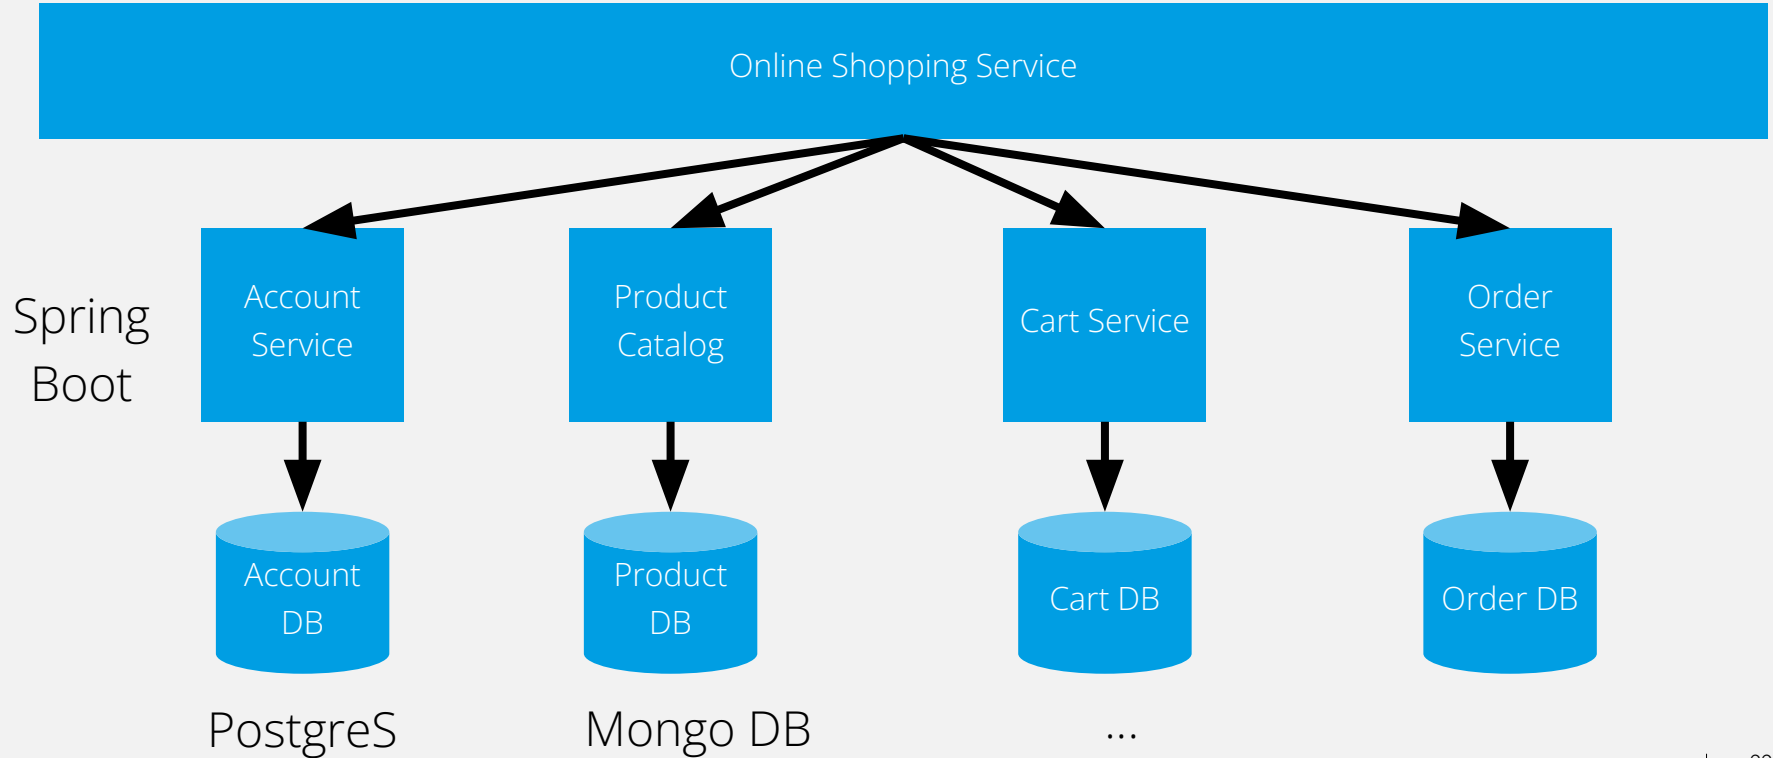 Online Shopping Service
Spring
Boot
Account
Service
Product
Catalog
Cart Service
Order
Service
Account
DB
Product
DB
Cart DB
Order DB
PostgreS
Mongo DB
...